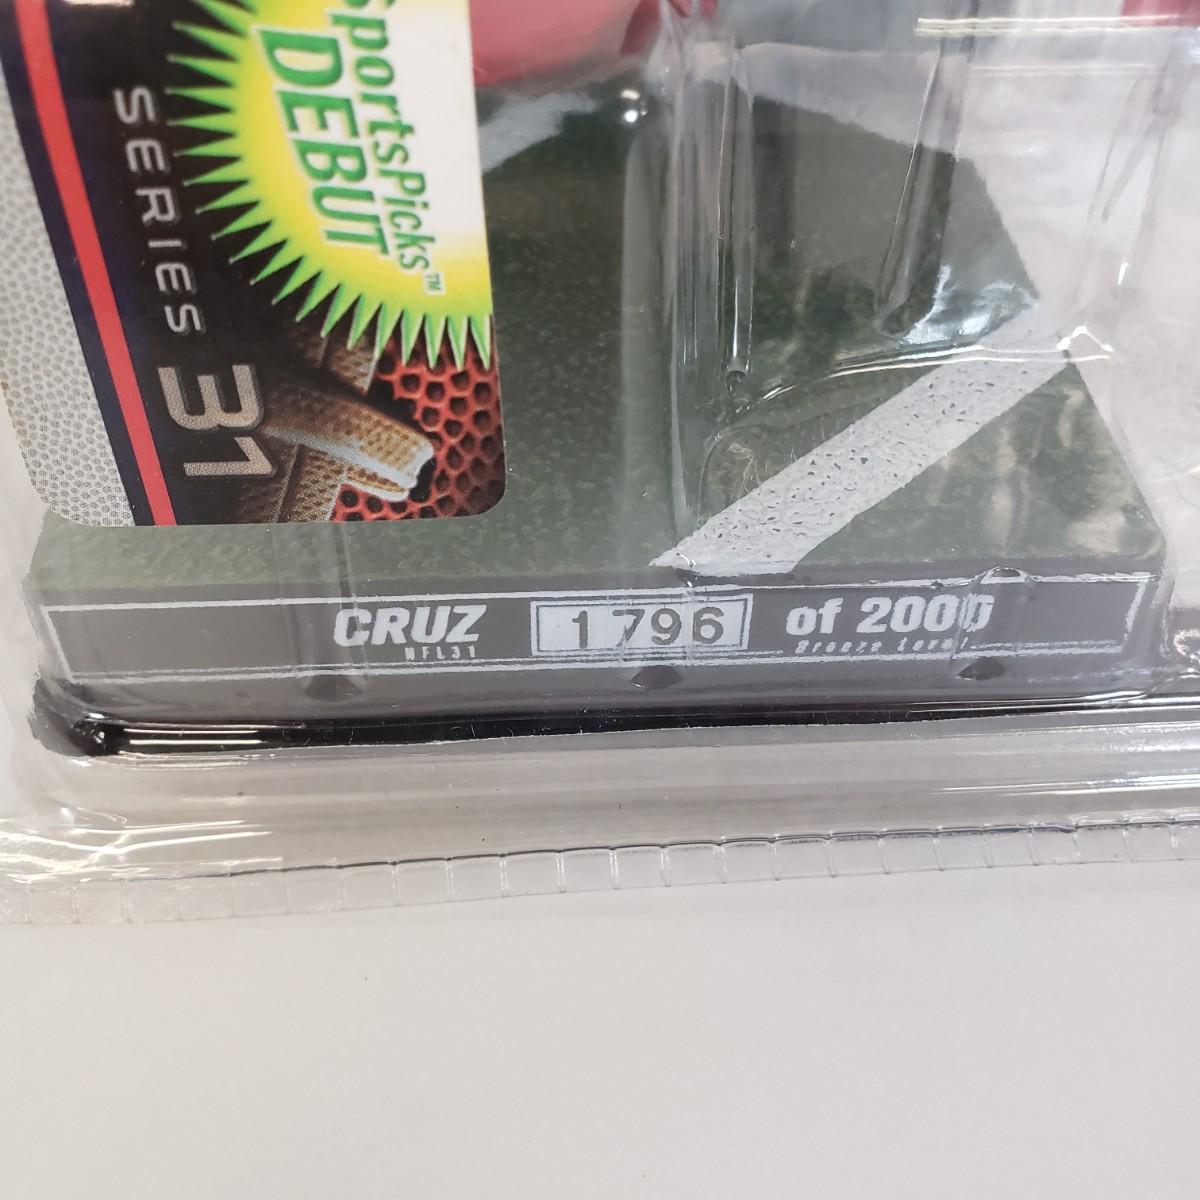 SportsPicks™
DEBUT
SERIES 31
CRUZ
NFL31
1796
of 2000
Bronze Level